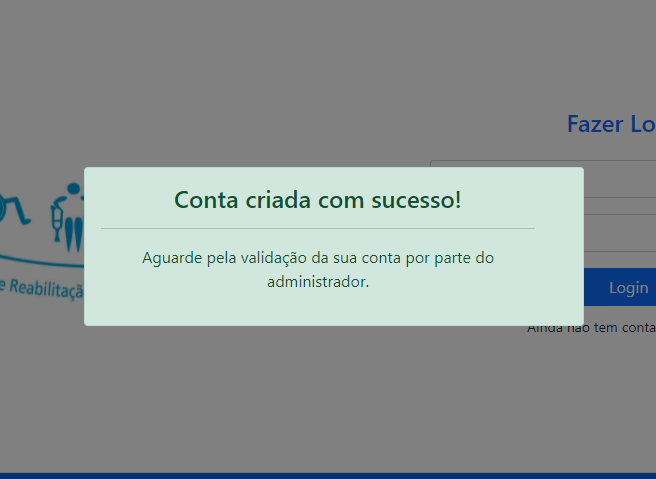 Fazer Lo
Conta criada com sucesso!
Aguarde pela validação da sua conta por parte do
administrador.
e Reabilitaçã
Login
Ainda não tem conta